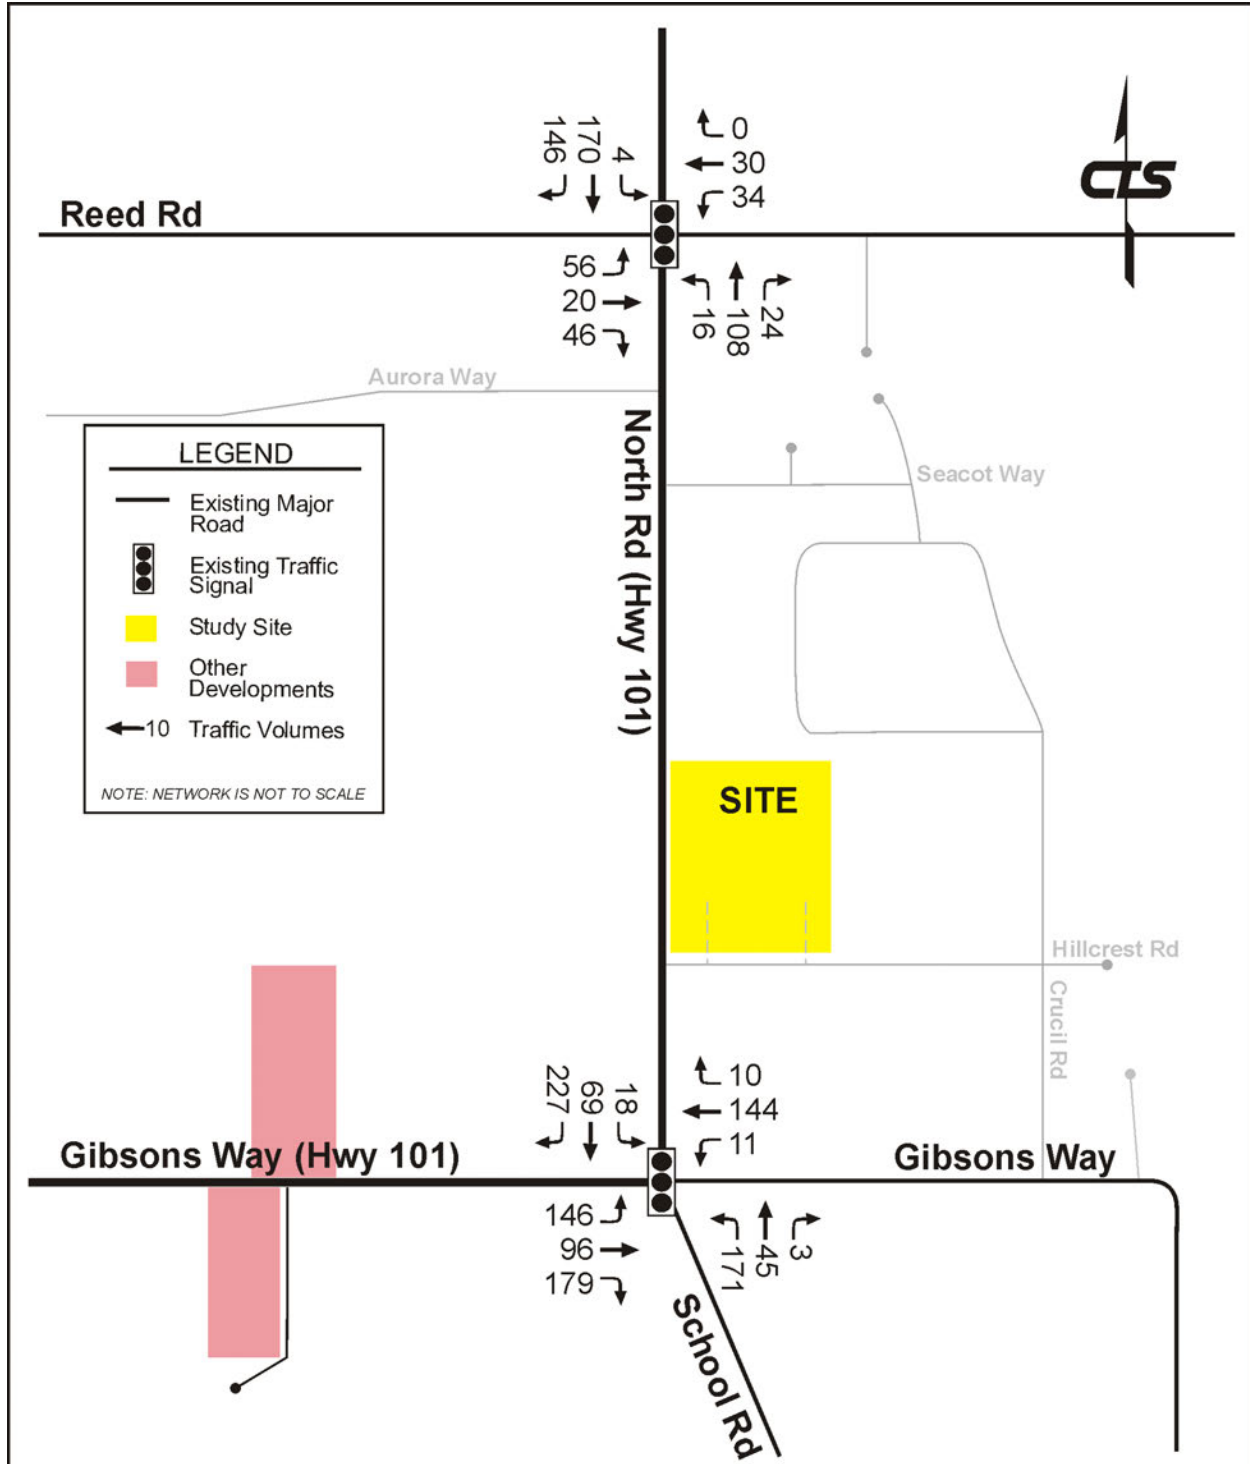 146
170
4
0
30
34
CTS
Reed Rd
56
20
46
16
108
24
Aurora Way
North Rd (Hwy 101)
Seacot Way
LEGEND
Existing Major
Road
Existing Traffic
Signal
Study Site
Other
Developments
10 Traffic Volumes
NOTE: NETWORK IS NOT TO SCALE
SITE
Hillcrest Rd
Crucil Rd
227
69
18
10
144
11
Gibsons Way (Hwy 101)
Gibsons Way
146
96
179
171
45
3
School Rd